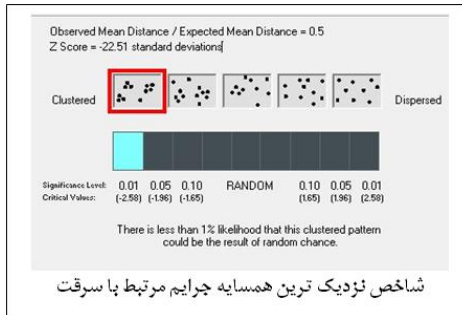 Observed Mean Distance / Expected Mean Distance = 0.5
Z Score = -22.51 standard deviations
Clustered
Dispersed
Significance Level: 0.01 0.05 0.10 RANDOM 0.10 0.05 0.01
Critical Values: (-2.58) (-1.96) (-1.65) (1.65) (1.96) (2.58)
There is less than 1% likelihood that this clustered pattern
could be the result of random chance.
شاخص نزدیک ترین همسایه جرایم مرتبط با سرقت